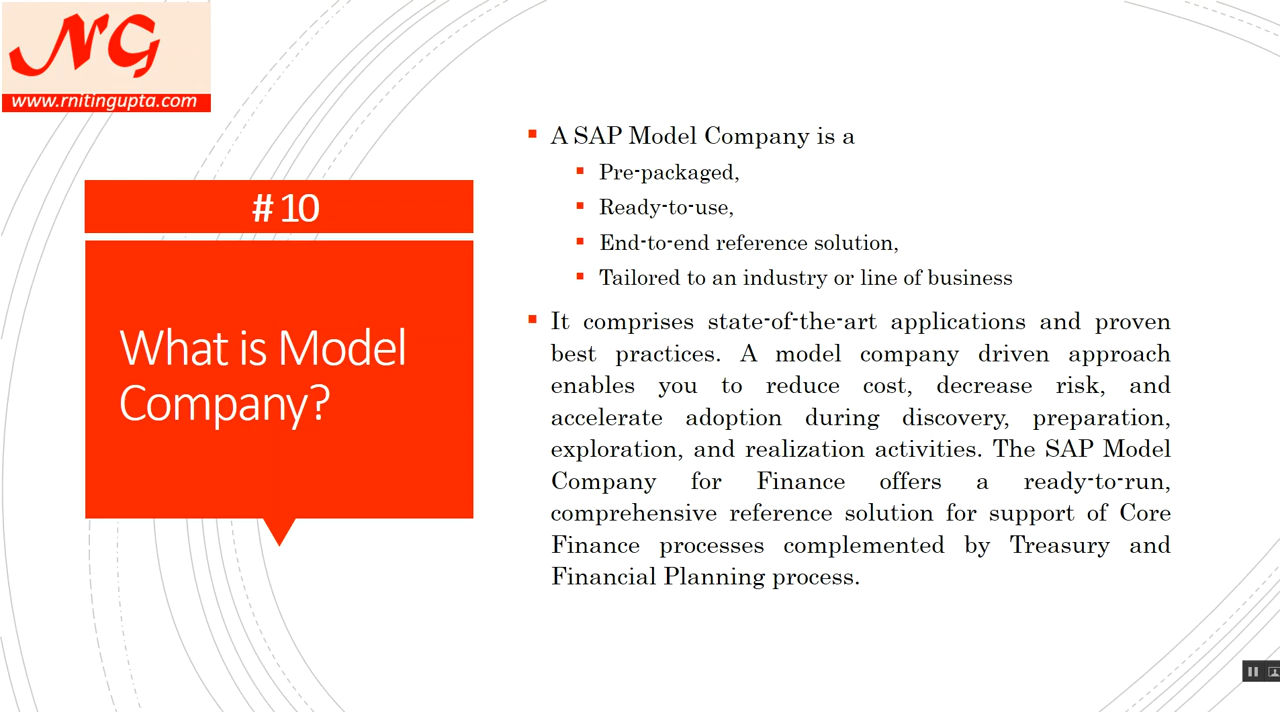 NG
www.rnitingupta.com
# 10
What is Model
Company?
A SAP Model Company is a
Pre-packaged,
Ready-to-use,
End-to-end reference solution,
Tailored to an industry or line of business
It comprises state-of-the-art applications and proven
best practices. A model company driven approach
enables you to reduce cost, decrease risk, and
accelerate adoption during discovery, preparation,
exploration, and realization activities. The SAP Model
Company for Finance offers a ready-to-run,
comprehensive reference solution for support of Core
Finance processes complemented by Treasury and
Financial Planning process.